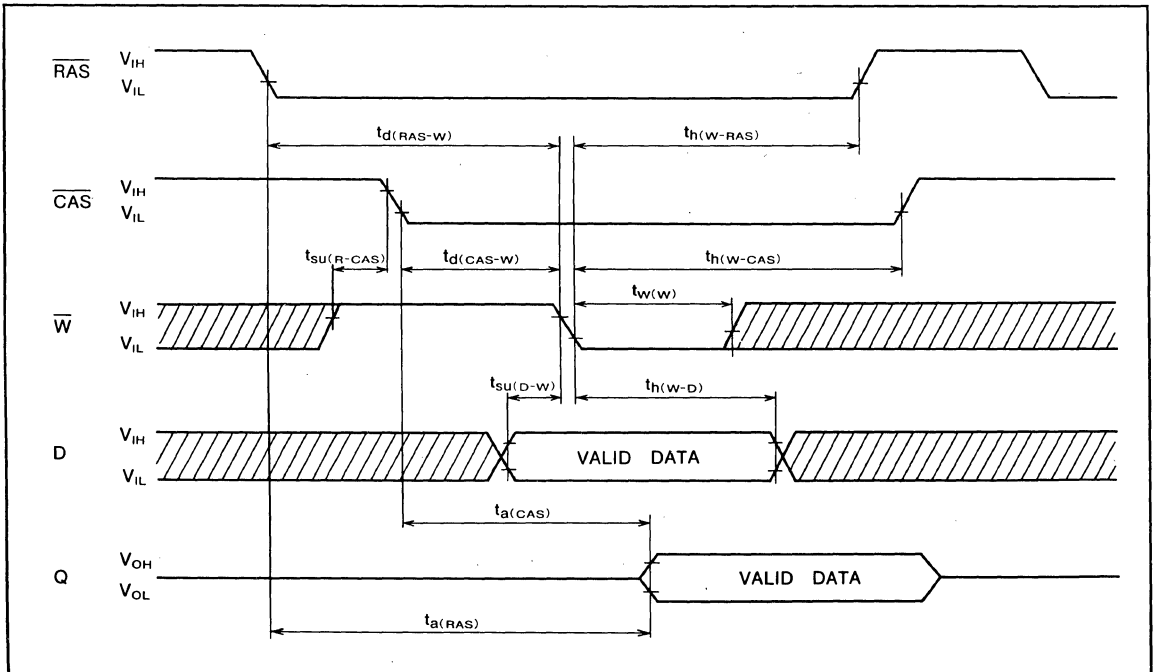 RAS
VIH
VIL
td(RAS-W)
th(W-RAS)
CAS
VIH
VIL
tsu(R-CAS)
td(CAS-W)
th(W-CAS)
W
VIH
VIL
tw(W)
tsu(D-W)
th(W-D)
D
VIH
VIL
VALID DATA
ta(CAS)
Q
VOH
VOL
VALID DATA
ta(RAS)